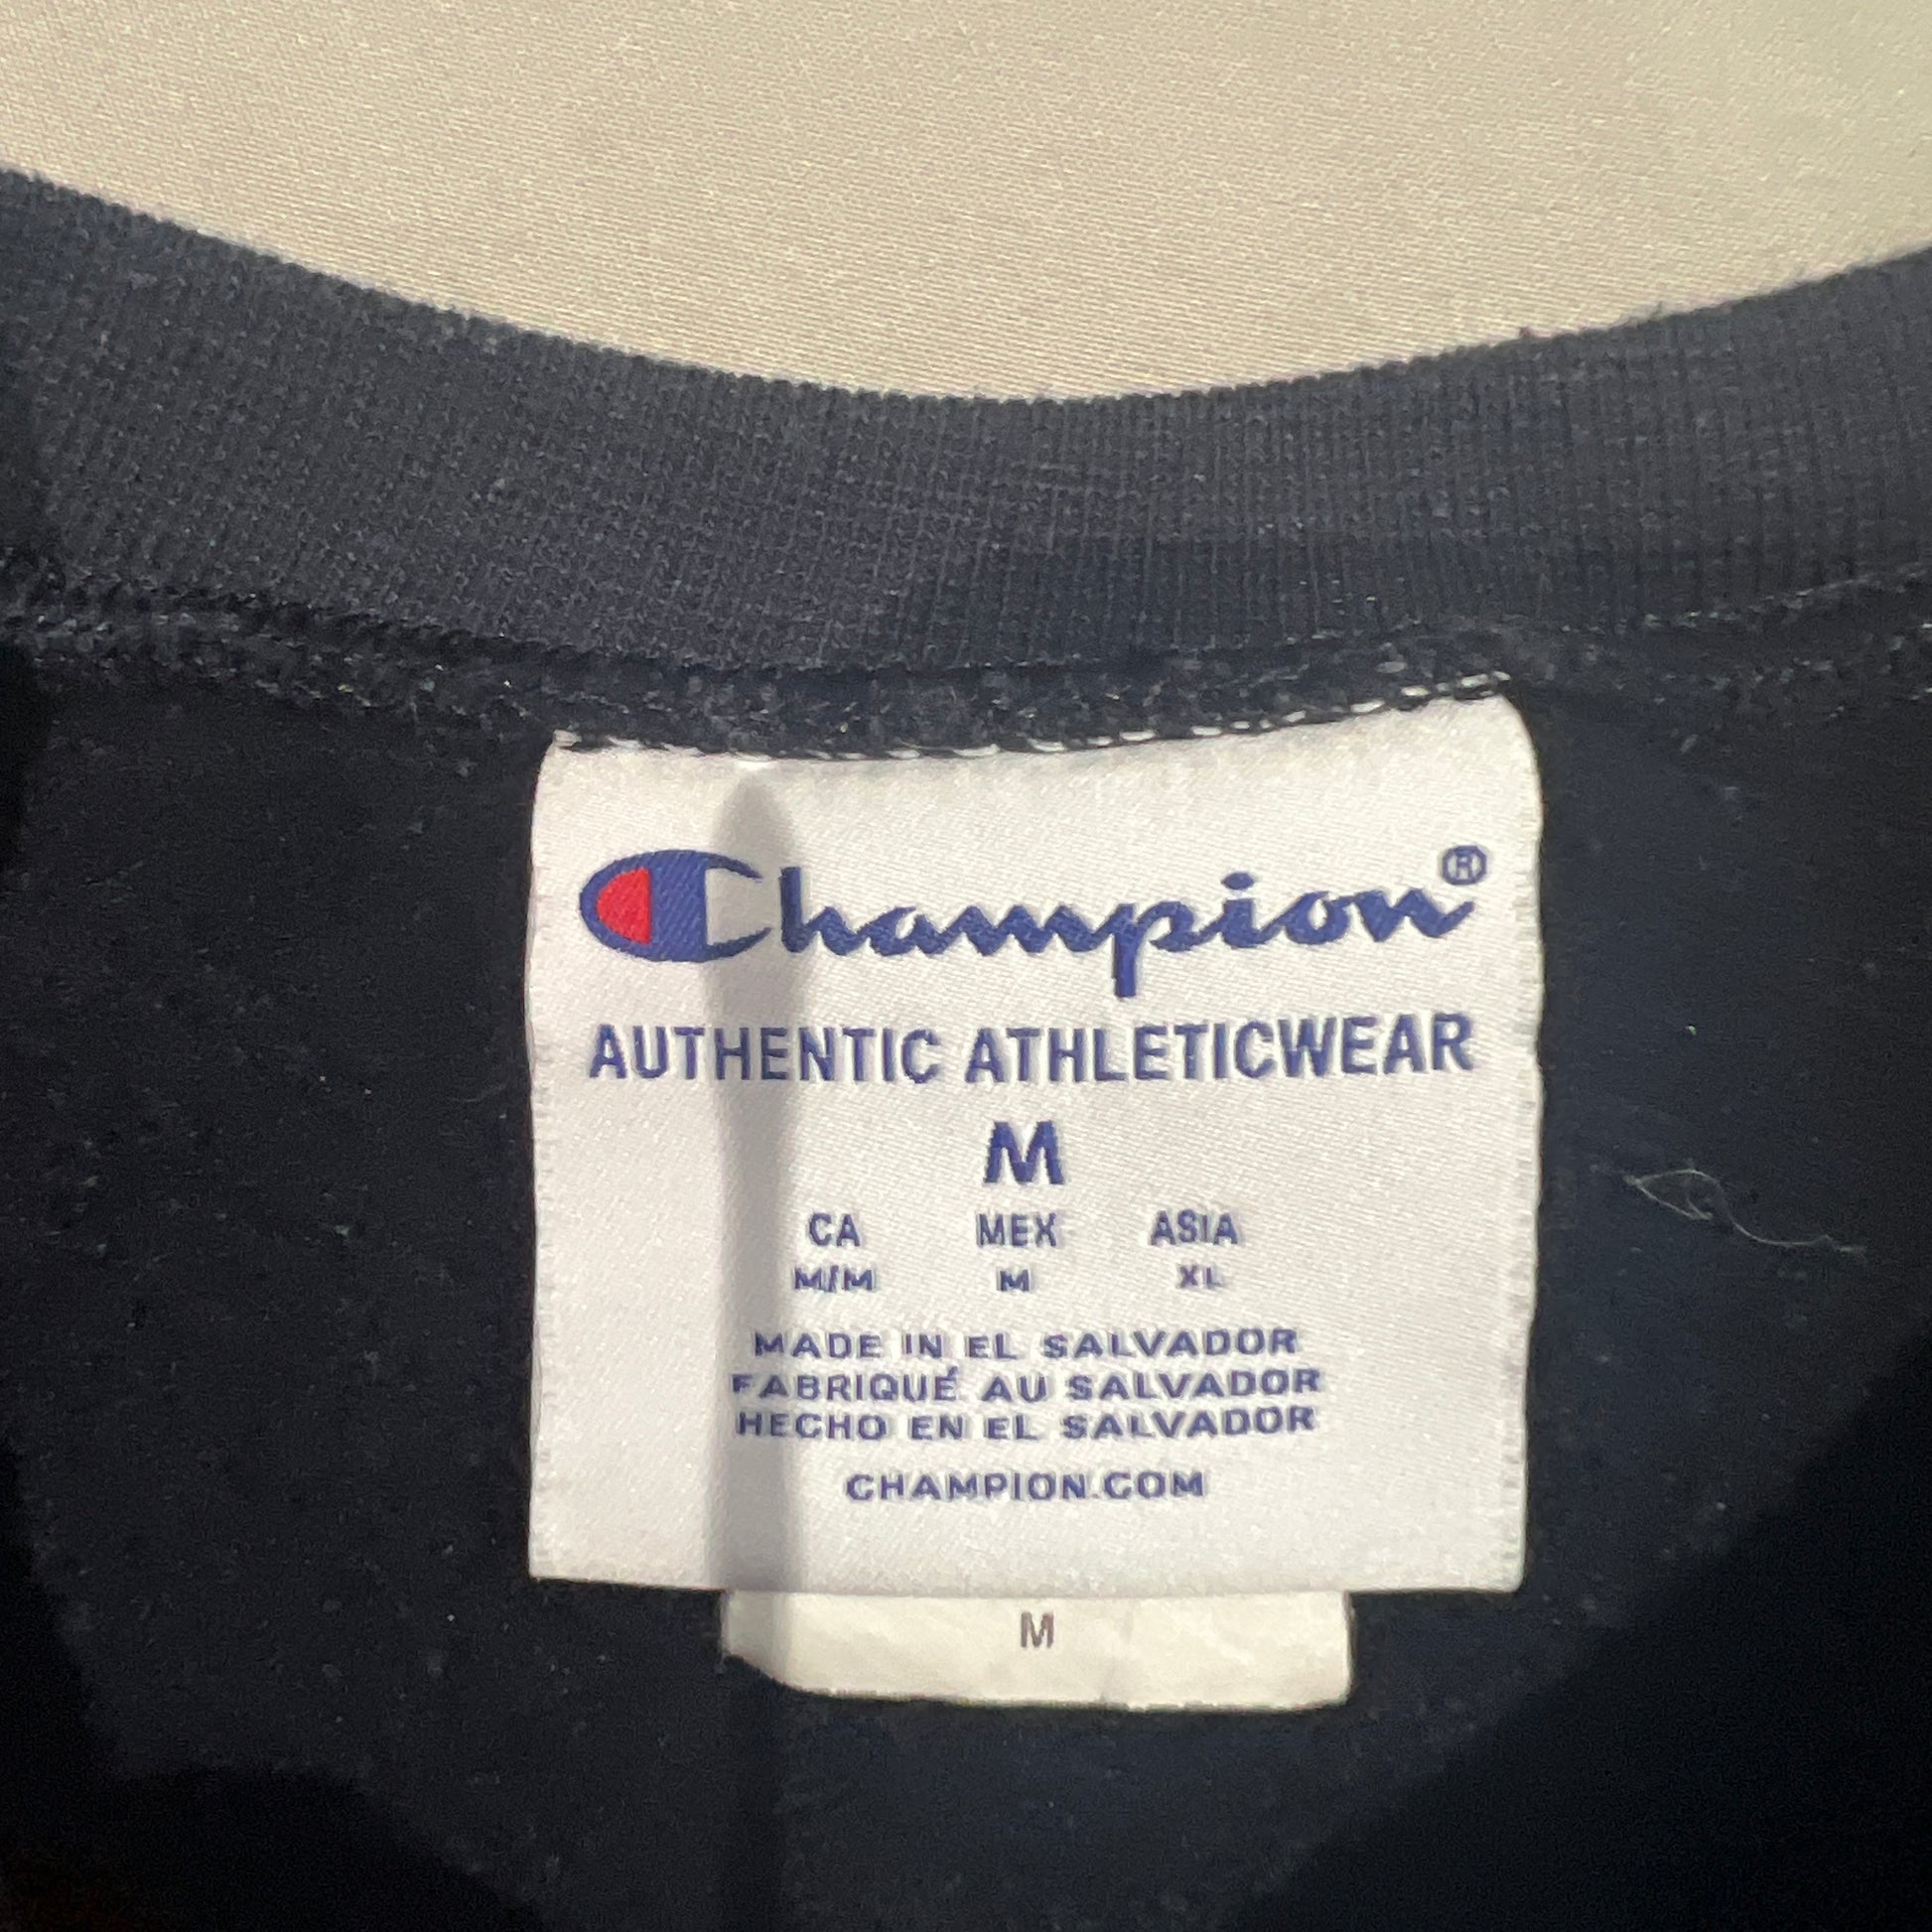 Champion®
AUTHENTIC ATHLETICWEAR
M
CA MEX ASIA
M/M M XL
MADE IN EL SALVADOR
FABRIQUÉ AU SALVADOR
HECHO EN EL SALVADOR
CHAMPION.COM
M